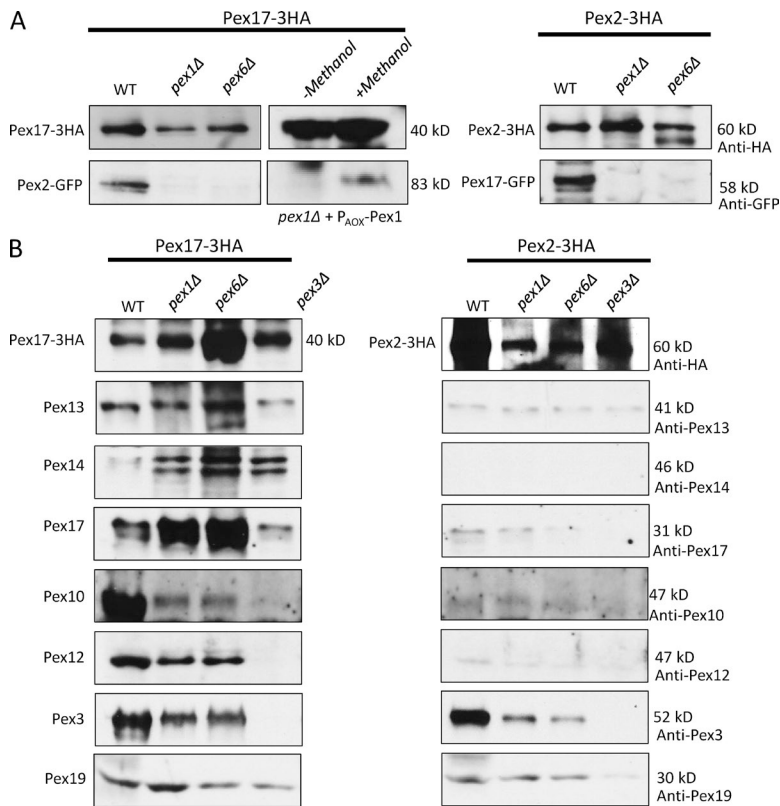 A
Pex17-3HA
Pex2-3HA
WT
pex1Δ
pex6Δ
-Methanol
+Methanol
WT
pex1Δ
pex6Δ
Pex17-3HA
40 kD
Pex2-3HA
60 kD
Anti-HA
Pex2-GFP
83 kD
Pex17-GFP
58 kD
Anti-GFP
pex1Δ + PAOX-Pex1
B
Pex17-3HA
Pex2-3HA
WT
pex1Δ
pex6Δ
pex3Δ
WT
pex1Δ
pex6Δ
pex3Δ
Pex17-3HA
40 kD
Pex2-3HA
60 kD
Anti-HA
Pex13
41 kD
Anti-Pex13
Pex14
46 kD
Anti-Pex14
Pex17
31 kD
Anti-Pex17
Pex10
47 kD
Anti-Pex10
Pex12
47 kD
Anti-Pex12
Pex3
52 kD
Anti-Pex3
Pex19
30 kD
Anti-Pex19